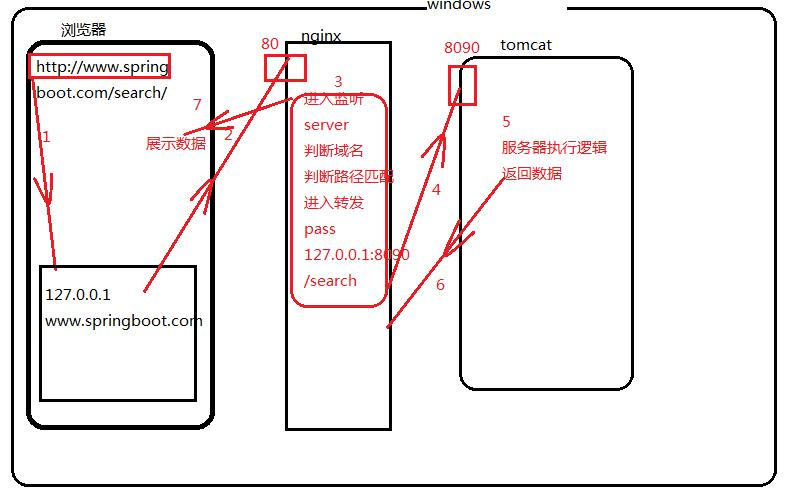 windows
浏览器
http://www.spring
boot.com/search/
1
7
展示数据
2
127.0.0.1
www.springboot.com
80
nginx
3
进入监听
server
判断域名
判断路径匹配
进入转发
pass
127.0.0.1:8090
/search
4
6
8090
tomcat
5
服务器执行逻辑
返回数据